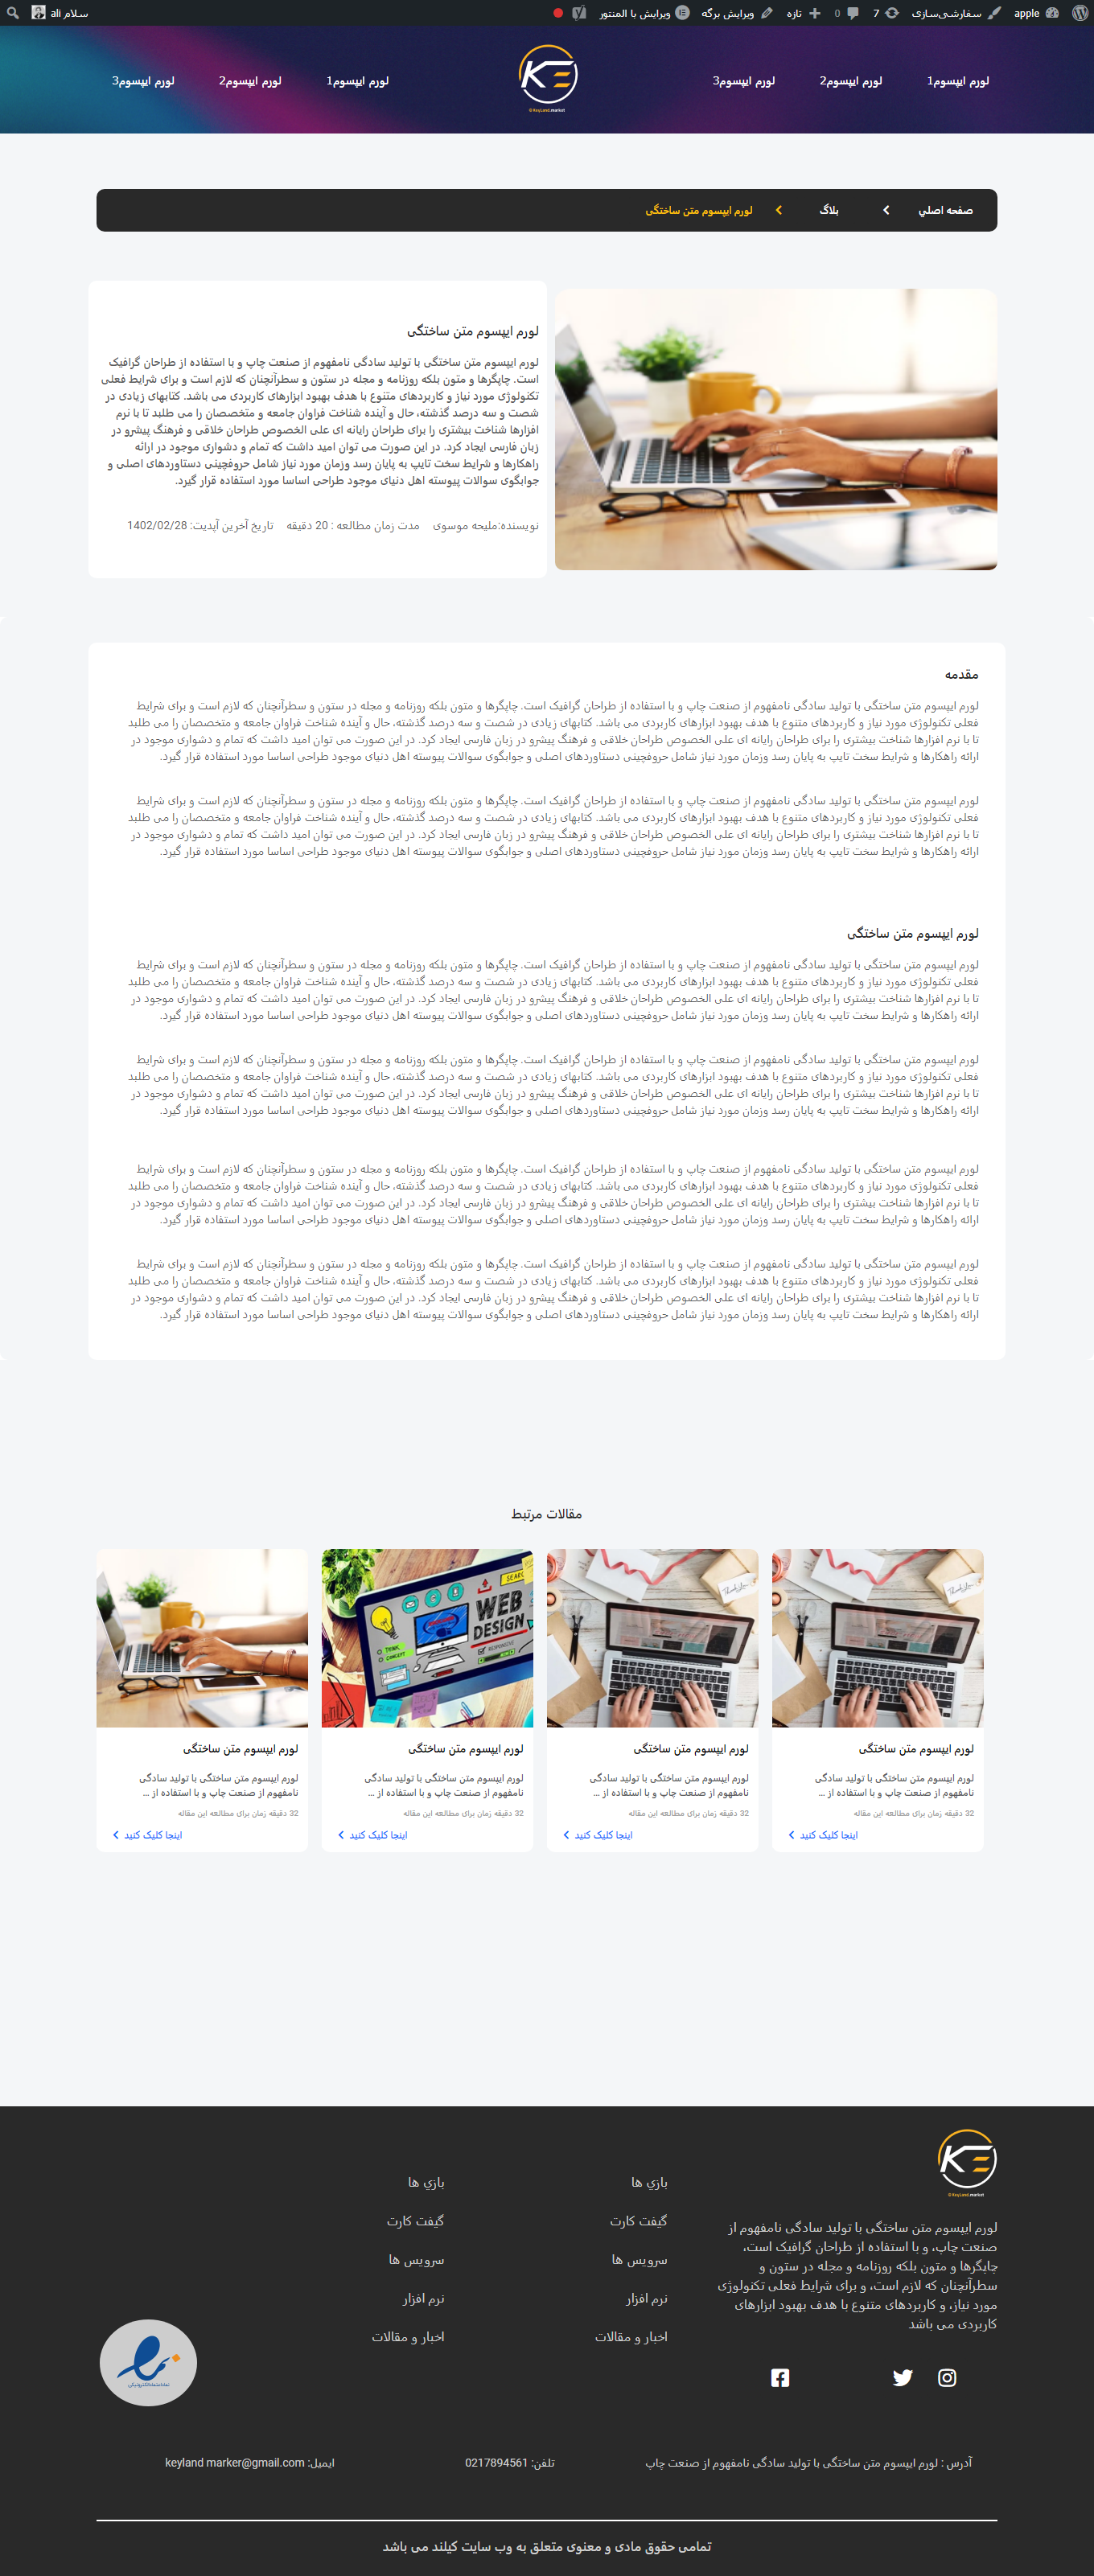 apple
سفارشی‌سازی
7
0
تازه
ویرایش برگه
ویرایش با المنتور
سلام ali
لورم ایپسوم1
لورم ایپسوم2
لورم ایپسوم3
KE
© KeyLand.market
لورم ایپسوم1
لورم ایپسوم2
لورم ایپسوم3
صفحه اصلي
بلاگ
لورم ایپسوم متن ساختگی
لورم ایپسوم متن ساختگی
لورم ایپسوم متن ساختگی با تولید سادگی نامفهوم از صنعت چاپ و با استفاده از طراحان گرافیک
است. چاپگرها و متون بلکه روزنامه و مجله در ستون و سطرآنچنان که لازم است و برای شرایط فعلی
تکنولوژی مورد نیاز و کاربردهای متنوع با هدف بهبود ابزارهای کاربردی می باشد. کتابهای زیادی در
شصت و سه درصد گذشته، حال و آینده شناخت فراوان جامعه و متخصصان را می طلبد تا با نرم
افزارها شناخت بیشتری را برای طراحان رایانه ای علی الخصوص طراحان خلاقی و فرهنگ پیشرو در
زبان فارسی ایجاد کرد. در این صورت می توان امید داشت که تمام و دشواری موجود در ارائه
راهکارها و شرایط سخت تایپ به پایان رسد وزمان مورد نیاز شامل حروفچینی دستاوردهای اصلی و
جوابگوی سوالات پیوسته اهل دنیای موجود طراحی اساسا مورد استفاده قرار گیرد.
نویسنده:ملیحه موسوی
مدت زمان مطالعه : 20 دقیقه
تاریخ آخرین آپدیت: 1402/02/28
مقدمه
لورم ایپسوم متن ساختگی با تولید سادگی نامفهوم از صنعت چاپ و با استفاده از طراحان گرافیک است. چاپگرها و متون بلکه روزنامه و مجله در ستون و سطرآنچنان که لازم است و برای شرایط
فعلی تکنولوژی مورد نیاز و کاربردهای متنوع با هدف بهبود ابزارهای کاربردی می باشد. کتابهای زیادی در شصت و سه درصد گذشته، حال و آینده شناخت فراوان جامعه و متخصصان را می طلبد
تا با نرم افزارها شناخت بیشتری را برای طراحان رایانه ای علی الخصوص طراحان خلاقی و فرهنگ پیشرو در زبان فارسی ایجاد کرد. در این صورت می توان امید داشت که تمام و دشواری موجود در
ارائه راهکارها و شرایط سخت تایپ به پایان رسد وزمان مورد نیاز شامل حروفچینی دستاوردهای اصلی و جوابگوی سوالات پیوسته اهل دنیای موجود طراحی اساسا مورد استفاده قرار گیرد.
لورم ایپسوم متن ساختگی با تولید سادگی نامفهوم از صنعت چاپ و با استفاده از طراحان گرافیک است. چاپگرها و متون بلکه روزنامه و مجله در ستون و سطرآنچنان که لازم است و برای شرایط
فعلی تکنولوژی مورد نیاز و کاربردهای متنوع با هدف بهبود ابزارهای کاربردی می باشد. کتابهای زیادی در شصت و سه درصد گذشته، حال و آینده شناخت فراوان جامعه و متخصصان را می طلبد
تا با نرم افزارها شناخت بیشتری را برای طراحان رایانه ای علی الخصوص طراحان خلاقی و فرهنگ پیشرو در زبان فارسی ایجاد کرد. در این صورت می توان امید داشت که تمام و دشواری موجود در
ارائه راهکارها و شرایط سخت تایپ به پایان رسد وزمان مورد نیاز شامل حروفچینی دستاوردهای اصلی و جوابگوی سوالات پیوسته اهل دنیای موجود طراحی اساسا مورد استفاده قرار گیرد.
لورم ایپسوم متن ساختگی
لورم ایپسوم متن ساختگی با تولید سادگی نامفهوم از صنعت چاپ و با استفاده از طراحان گرافیک است. چاپگرها و متون بلکه روزنامه و مجله در ستون و سطرآنچنان که لازم است و برای شرایط
فعلی تکنولوژی مورد نیاز و کاربردهای متنوع با هدف بهبود ابزارهای کاربردی می باشد. کتابهای زیادی در شصت و سه درصد گذشته، حال و آینده شناخت فراوان جامعه و متخصصان را می طلبد
تا با نرم افزارها شناخت بیشتری را برای طراحان رایانه ای علی الخصوص طراحان خلاقی و فرهنگ پیشرو در زبان فارسی ایجاد کرد. در این صورت می توان امید داشت که تمام و دشواری موجود در
ارائه راهکارها و شرایط سخت تایپ به پایان رسد وزمان مورد نیاز شامل حروفچینی دستاوردهای اصلی و جوابگوی سوالات پیوسته اهل دنیای موجود طراحی اساسا مورد استفاده قرار گیرد.
لورم ایپسوم متن ساختگی با تولید سادگی نامفهوم از صنعت چاپ و با استفاده از طراحان گرافیک است. چاپگرها و متون بلکه روزنامه و مجله در ستون و سطرآنچنان که لازم است و برای شرایط
فعلی تکنولوژی مورد نیاز و کاربردهای متنوع با هدف بهبود ابزارهای کاربردی می باشد. کتابهای زیادی در شصت و سه درصد گذشته، حال و آینده شناخت فراوان جامعه و متخصصان را می طلبد
تا با نرم افزارها شناخت بیشتری را برای طراحان رایانه ای علی الخصوص طراحان خلاقی و فرهنگ پیشرو در زبان فارسی ایجاد کرد. در این صورت می توان امید داشت که تمام و دشواری موجود در
ارائه راهکارها و شرایط سخت تایپ به پایان رسد وزمان مورد نیاز شامل حروفچینی دستاوردهای اصلی و جوابگوی سوالات پیوسته اهل دنیای موجود طراحی اساسا مورد استفاده قرار گیرد.
لورم ایپسوم متن ساختگی با تولید سادگی نامفهوم از صنعت چاپ و با استفاده از طراحان گرافیک است. چاپگرها و متون بلکه روزنامه و مجله در ستون و سطرآنچنان که لازم است و برای شرایط
فعلی تکنولوژی مورد نیاز و کاربردهای متنوع با هدف بهبود ابزارهای کاربردی می باشد. کتابهای زیادی در شصت و سه درصد گذشته، حال و آینده شناخت فراوان جامعه و متخصصان را می طلبد
تا با نرم افزارها شناخت بیشتری را برای طراحان رایانه ای علی الخصوص طراحان خلاقی و فرهنگ پیشرو در زبان فارسی ایجاد کرد. در این صورت می توان امید داشت که تمام و دشواری موجود در
ارائه راهکارها و شرایط سخت تایپ به پایان رسد وزمان مورد نیاز شامل حروفچینی دستاوردهای اصلی و جوابگوی سوالات پیوسته اهل دنیای موجود طراحی اساسا مورد استفاده قرار گیرد.
لورم ایپسوم متن ساختگی با تولید سادگی نامفهوم از صنعت چاپ و با استفاده از طراحان گرافیک است. چاپگرها و متون بلکه روزنامه و مجله در ستون و سطرآنچنان که لازم است و برای شرایط
فعلی تکنولوژی مورد نیاز و کاربردهای متنوع با هدف بهبود ابزارهای کاربردی می باشد. کتابهای زیادی در شصت و سه درصد گذشته، حال و آینده شناخت فراوان جامعه و متخصصان را می طلبد
تا با نرم افزارها شناخت بیشتری را برای طراحان رایانه ای علی الخصوص طراحان خلاقی و فرهنگ پیشرو در زبان فارسی ایجاد کرد. در این صورت می توان امید داشت که تمام و دشواری موجود در
ارائه راهکارها و شرایط سخت تایپ به پایان رسد وزمان مورد نیاز شامل حروفچینی دستاوردهای اصلی و جوابگوی سوالات پیوسته اهل دنیای موجود طراحی اساسا مورد استفاده قرار گیرد.
مقالات مرتبط
لورم ایپسوم متن ساختگی
لورم ایپسوم متن ساختگی با تولید سادگی
نامفهوم از صنعت چاپ و با استفاده از ...
32 دقیقه زمان برای مطالعه این مقاله
اینجا کلیک کنید
لورم ایپسوم متن ساختگی
لورم ایپسوم متن ساختگی با تولید سادگی
نامفهوم از صنعت چاپ و با استفاده از ...
32 دقیقه زمان برای مطالعه این مقاله
اینجا کلیک کنید
SEARCH
WEB
DESIGN
RESPONSIVE
THINK
CONCEPT
لورم ایپسوم متن ساختگی
لورم ایپسوم متن ساختگی با تولید سادگی
نامفهوم از صنعت چاپ و با استفاده از ...
32 دقیقه زمان برای مطالعه این مقاله
اینجا کلیک کنید
لورم ایپسوم متن ساختگی
لورم ایپسوم متن ساختگی با تولید سادگی
نامفهوم از صنعت چاپ و با استفاده از ...
32 دقیقه زمان برای مطالعه این مقاله
اینجا کلیک کنید
KE
© KeyLand.market
لورم ایپسوم متن ساختگی با تولید سادگی نامفهوم از
صنعت چاپ، و با استفاده از طراحان گرافیک است،
چاپگرها و متون بلکه روزنامه و مجله در ستون و
سطرآنچنان که لازم است، و برای شرایط فعلی تکنولوژی
مورد نیاز، و کاربردهای متنوع با هدف بهبود ابزارهای
کاربردی می باشد
بازي ها
گیفت کارت
سرویس ها
نرم افزار
اخبار و مقالات
بازي ها
گیفت کارت
سرویس ها
نرم افزار
اخبار و مقالات
آدرس : لورم ایپسوم متن ساختگی با تولید سادگی نامفهوم از صنعت چاپ
تلفن: 0217894561
ایمیل: keyland marker@gmail.com
تمامی حقوق مادی و معنوی متعلق به وب سایت کیلند می باشد